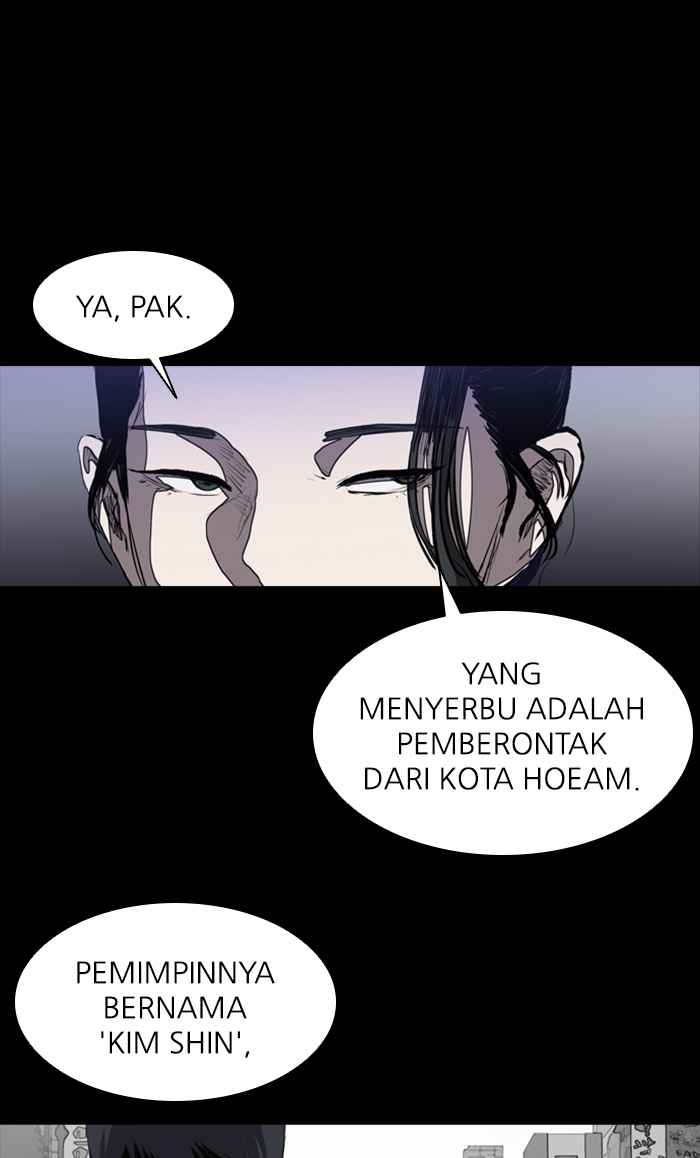 YA, PAK.
YANG
MENYERBU ADALAH
PEMBERONTAK
DARI KOTA HOEAM.
PEMIMPINNYA
BERNAMA
'KIM SHIN',